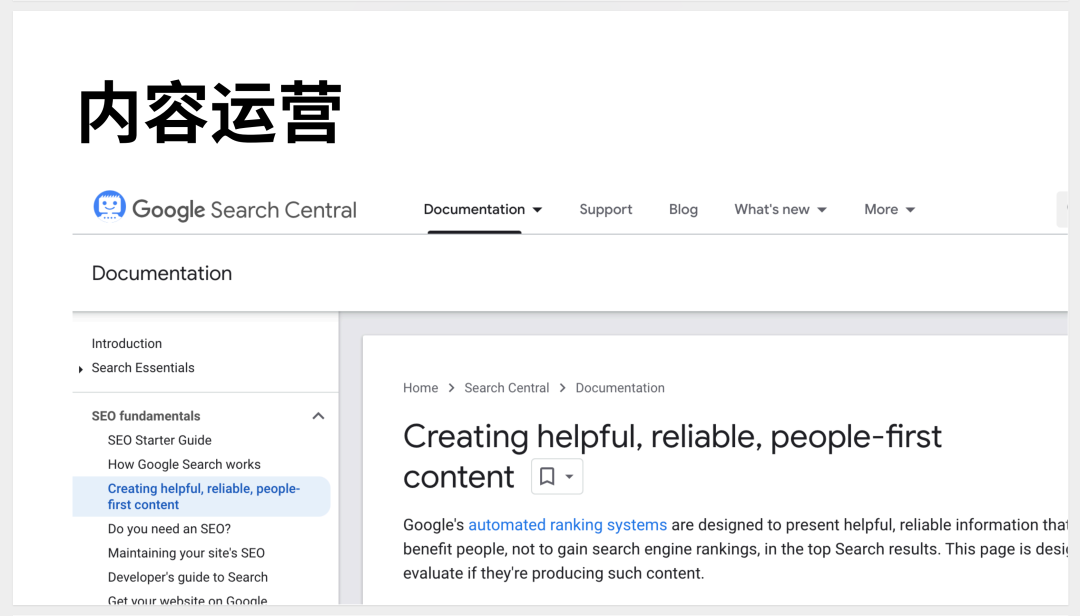 内容运营
Google Search Central
Documentation
Support
Blog
What's new
More
Documentation
Introduction
Search Essentials
SEO fundamentals
SEO Starter Guide
How Google Search works
Creating helpful, reliable, people-
first content
Do you need an SEO?
Maintaining your site's SEO
Developer's guide to Search
Get your website on Google
Home > Search Central > Documentation
Creating helpful, reliable, people-first
content
Google's automated ranking systems are designed to present helpful, reliable information that
benefit people, not to gain search engine rankings, in the top Search results. This page is
evaluate if they're producing such content.